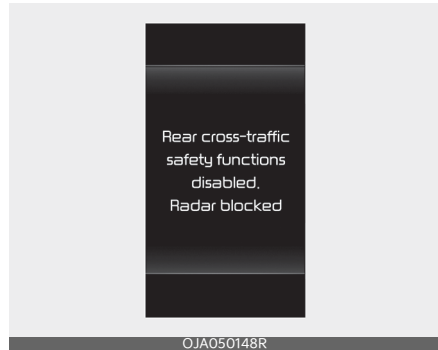 Rear cross-traffic
safety functions
disabled.
Radar blocked
OJA050148R